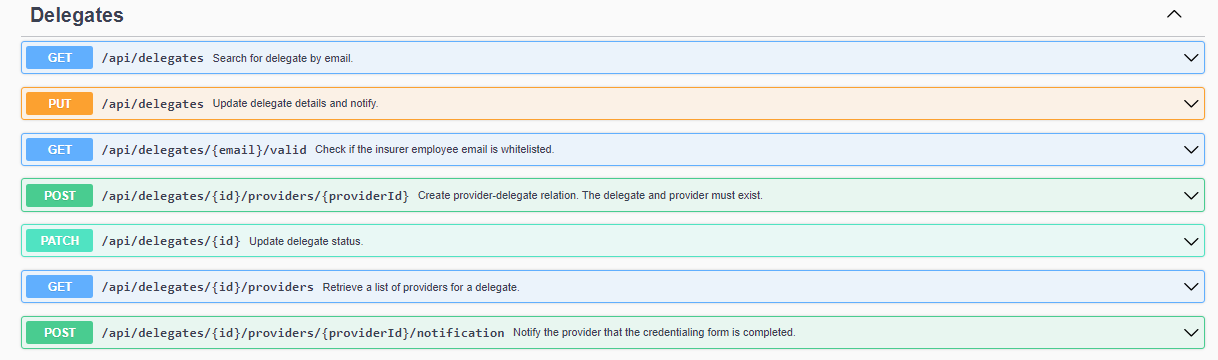 Delegates
GET /api/delegates Search for delegate by email.
PUT /api/delegates Update delegate details and notify.
GET /api/delegates/{email}/valid Check if the insurer employee email is whitelisted.
POST /api/delegates/{id}/providers/{providerId} Create provider-delegate relation. The delegate and provider must exist.
PATCH /api/delegates/{id} Update delegate status.
GET /api/delegates/{id}/providers Retrieve a list of providers for a delegate.
POST /api/delegates/{id}/providers/{providerId}/notification Notify the provider that the credentialing form is completed.